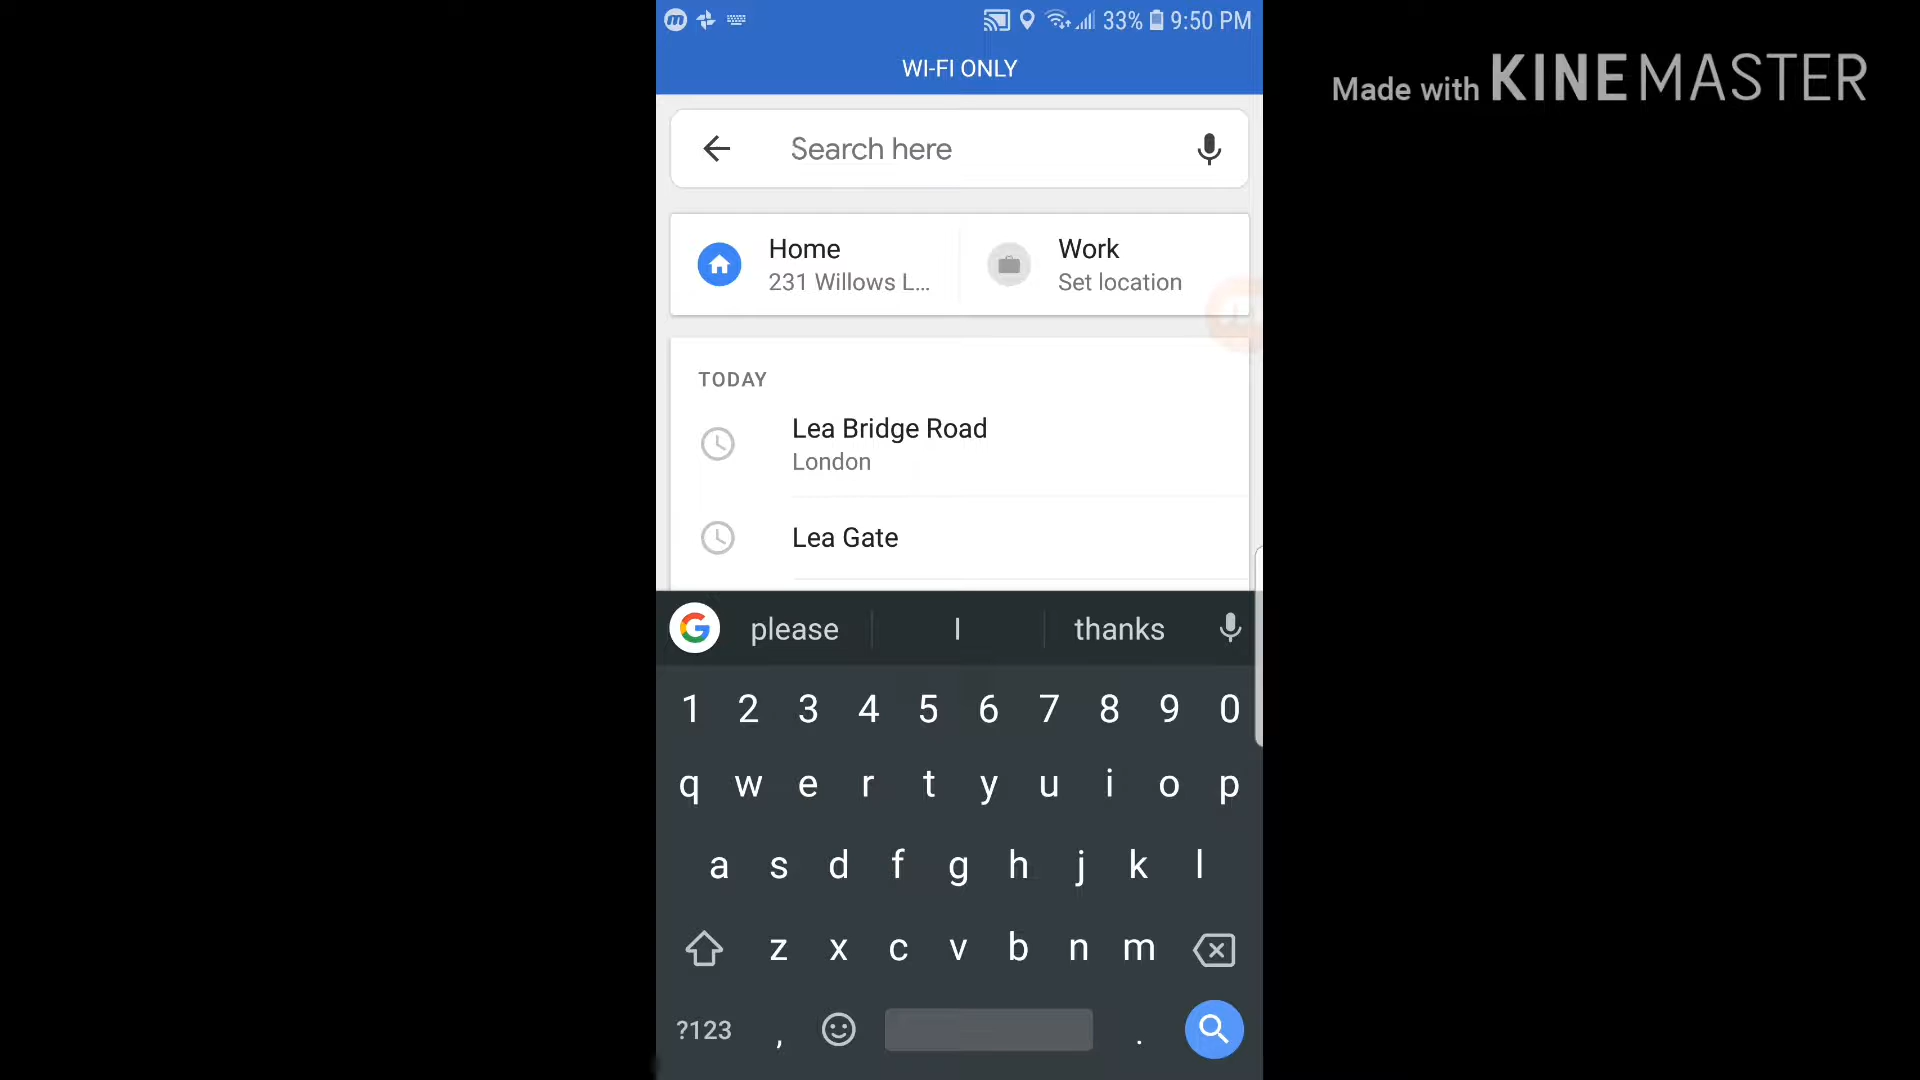 33% 9:50 PM
WI-FI ONLY
Made with KINEMASTER
Search here
Home
231 Willows L...
Work
Set location
TODAY
Lea Bridge Road
London
Lea Gate
please I thanks
1 2 3 4 5 6 7 8 9 0
q w e r t y u i o p
a s d f g h j k l
z x c v b n m
?123 , .